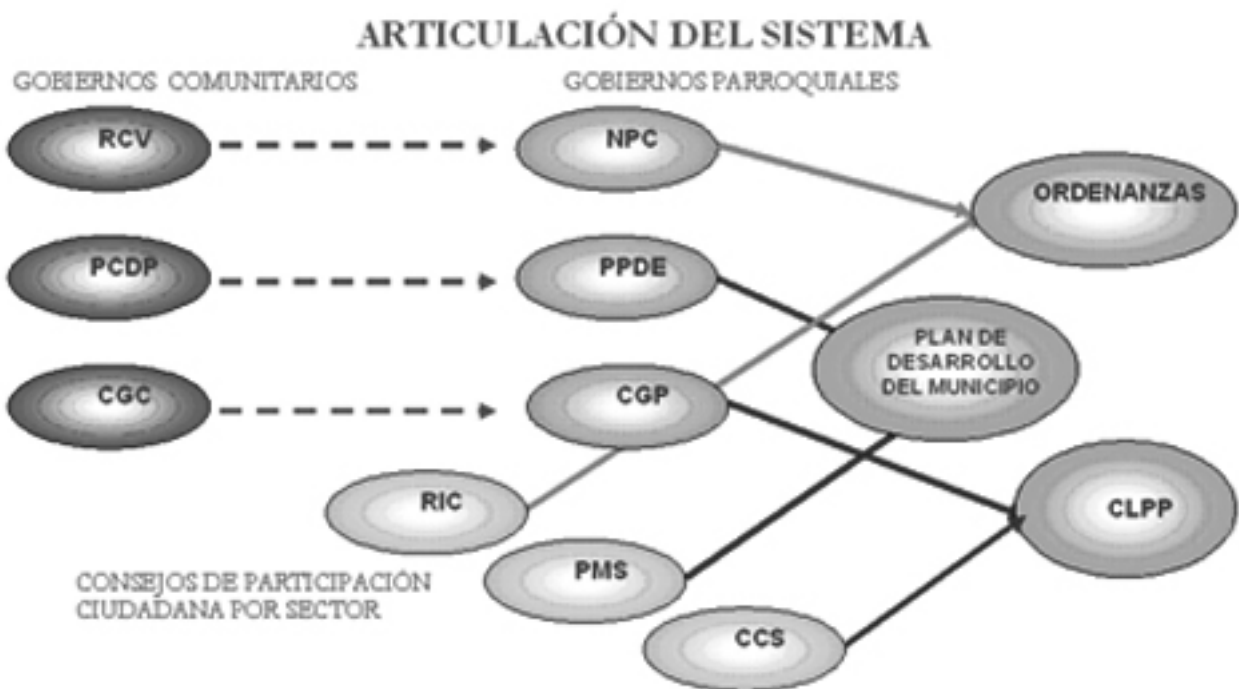 ARTICULACIÓN DEL SISTEMA
GOBIERNOS COMUNITARIOS
GOBIERNOS PARROQUIALES
RCV
NPC
ORDENANZAS
PCDP
PPDE
PLAN DE
DESARROLLO
DEL MUNICIPIO
CGC
CGP
RIC
CLPP
PMS
CONSEJOS DE PARTICIPACIÓN
CIUDADANA POR SECTOR
CCS